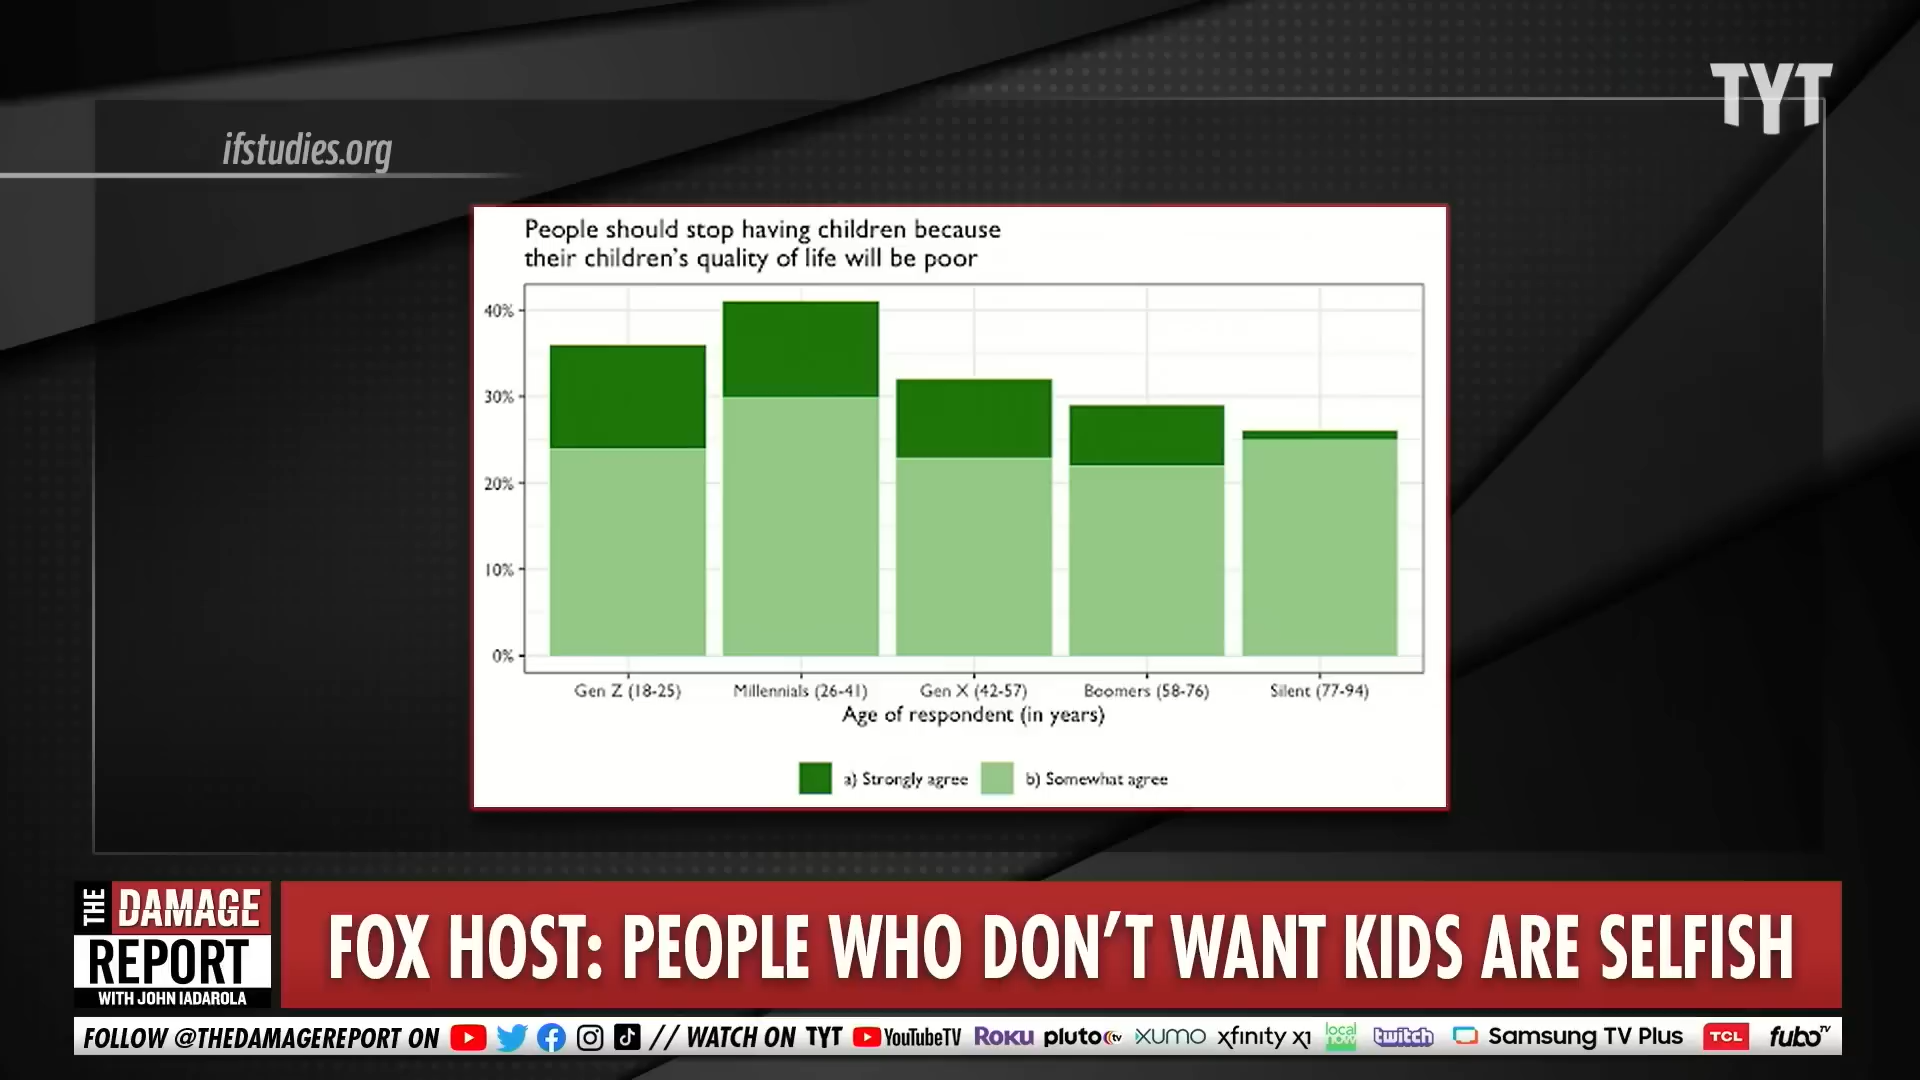 TYT
ifstudies.org
People should stop having children because
their children's quality of life will be poor
40%
30%
20%
10%
0%
Gen Z (18-25) Millennials (26-41) Gen X (42-57) Boomers (58-76) Silent (77-94)
Age of respondent (in years)
a) Strongly agree b) Somewhat agree
THE DAMAGE
REPORT
WITH JOHN IADAROLA
FOX HOST: PEOPLE WHO DON'T WANT KIDS ARE SELFISH
FOLLOW @THEDAMAGEREPORT ON // WATCH ON TYT YouTubeTV ROKU pluto tv XUMO xfinity X1 local now twitch Samsung TV Plus TCL fubo TV